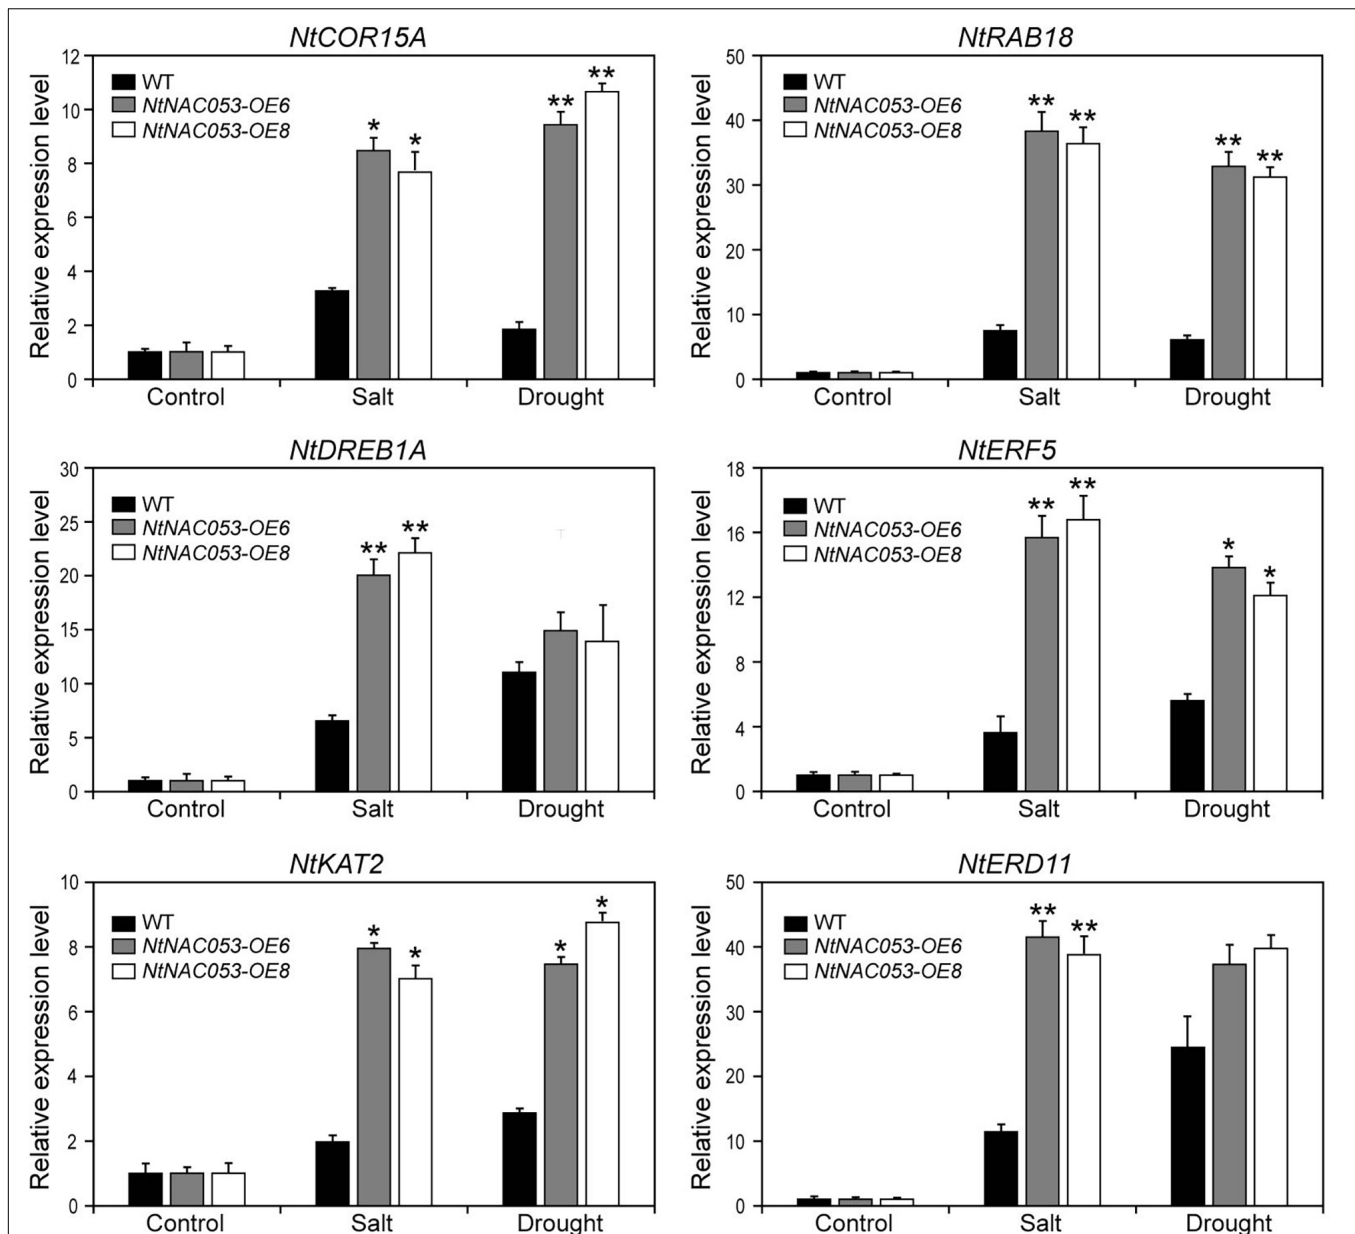 NtCOR15A
Relative expression level
12
10
8
6
4
2
0
WT
NtNAC053-OE6
NtNAC053-OE8
* * ** **
Control Salt Drought
NtRAB18
Relative expression level
50
40
30
20
10
0
WT
NtNAC053-OE6
NtNAC053-OE8
** ** ** **
Control Salt Drought
NtDREB1A
Relative expression level
30
25
20
15
10
5
0
WT
NtNAC053-OE6
NtNAC053-OE8
** **
Control Salt Drought
NtERF5
Relative expression level
18
16
12
8
4
0
WT
NtNAC053-OE6
NtNAC053-OE8
** ** * *
Control Salt Drought
NtKAT2
Relative expression level
10
8
6
4
2
0
WT
NtNAC053-OE6
NtNAC053-OE8
* * * *
Control Salt Drought
NtERD11
Relative expression level
50
40
30
20
10
0
WT
NtNAC053-OE6
NtNAC053-OE8
** **
Control Salt Drought